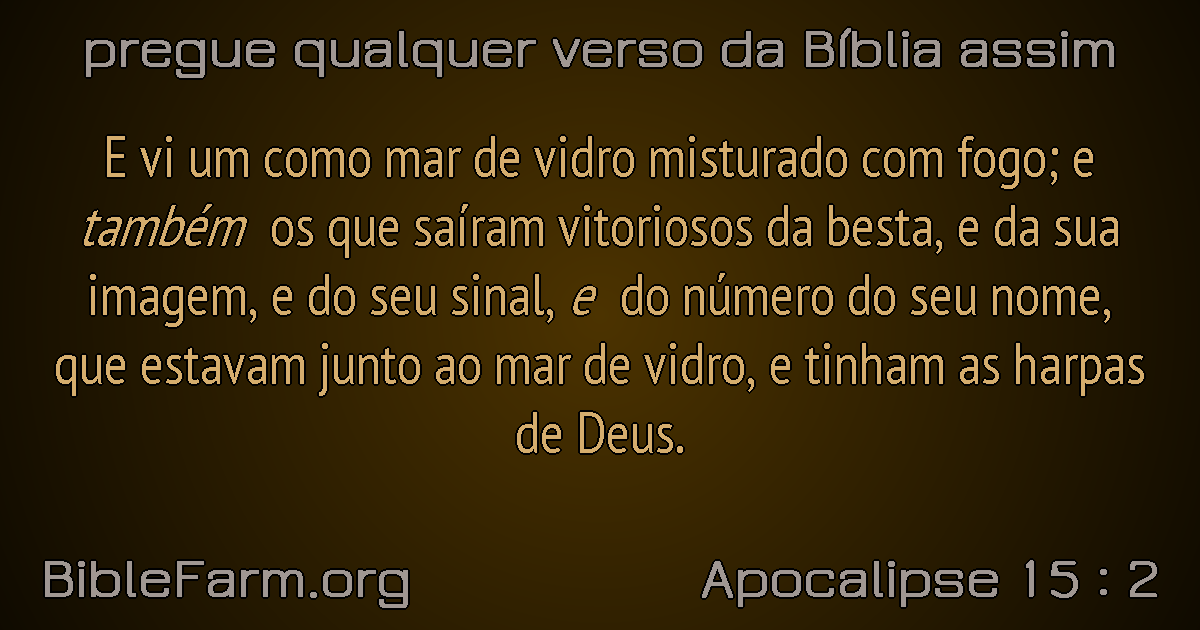 pregue qualquer verso da Bíblia assim
E vi um como mar de vidro misturado com fogo; e
também os que saíram vitoriosos da besta, e da sua
imagem, e do seu sinal, e do número do seu nome,
que estavam junto ao mar de vidro, e tinham as harpas
de Deus.
BibleFarm.org
Apocalipse 15 : 2